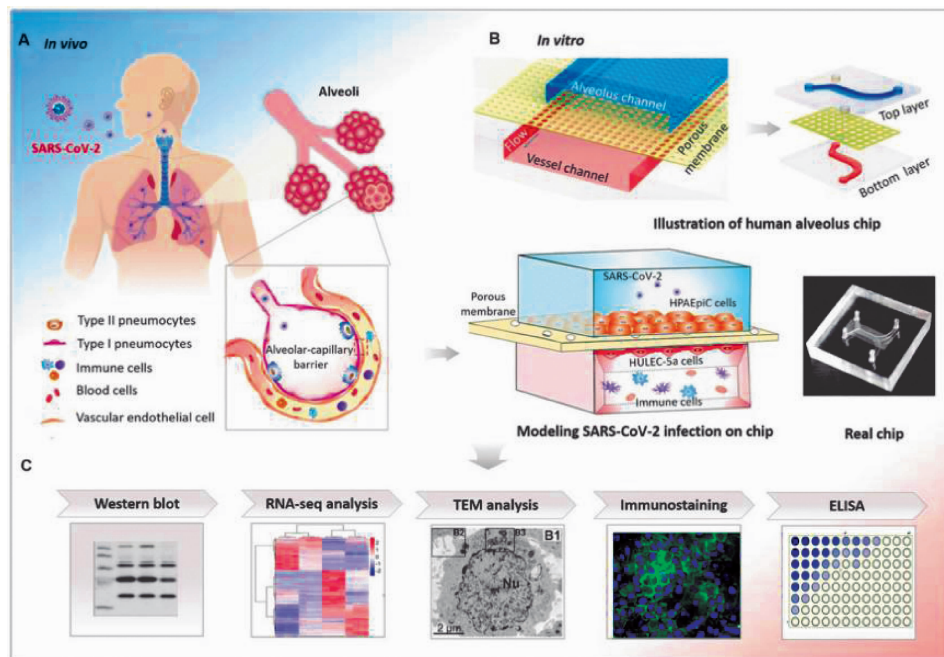 A
In vivo
SARS-CoV-2
Alveoli
Alveolar-capillary
barrier
Type II pneumocytes
Type I pneumocytes
Immune cells
Blood cells
Vascular endothelial cell
B
In vitro
Alveolus channel
Flow
Vessel channel
Porous
membrane
Top layer
Bottom layer
Illustration of human alveolus chip
SARS-CoV-2
HPAEpiC cells
Porous
membrane
HULEC-5a cells
Immune cells
Modeling SARS-CoV-2 infection on chip
Real chip
C
Western blot
RNA-seq analysis
TEM analysis
B2
B3
B1
Nu
2 µm
Immunostaining
ELISA